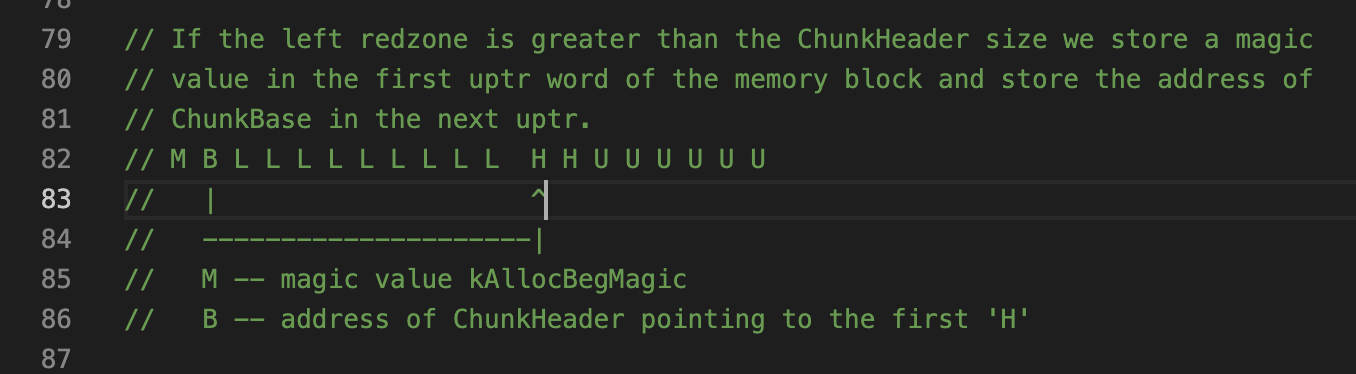 78
79 // If the left redzone is greater than the ChunkHeader size we store a magic
80 // value in the first uptr word of the memory block and store the address of
81 // ChunkBase in the next uptr.
82 // M B L L L L L L L L L  H H U U U U U U
83 //   |                    ^
84 //   ---------------------|
85 //   M -- magic value kAllocBegMagic
86 //   B -- address of ChunkHeader pointing to the first 'H'
87